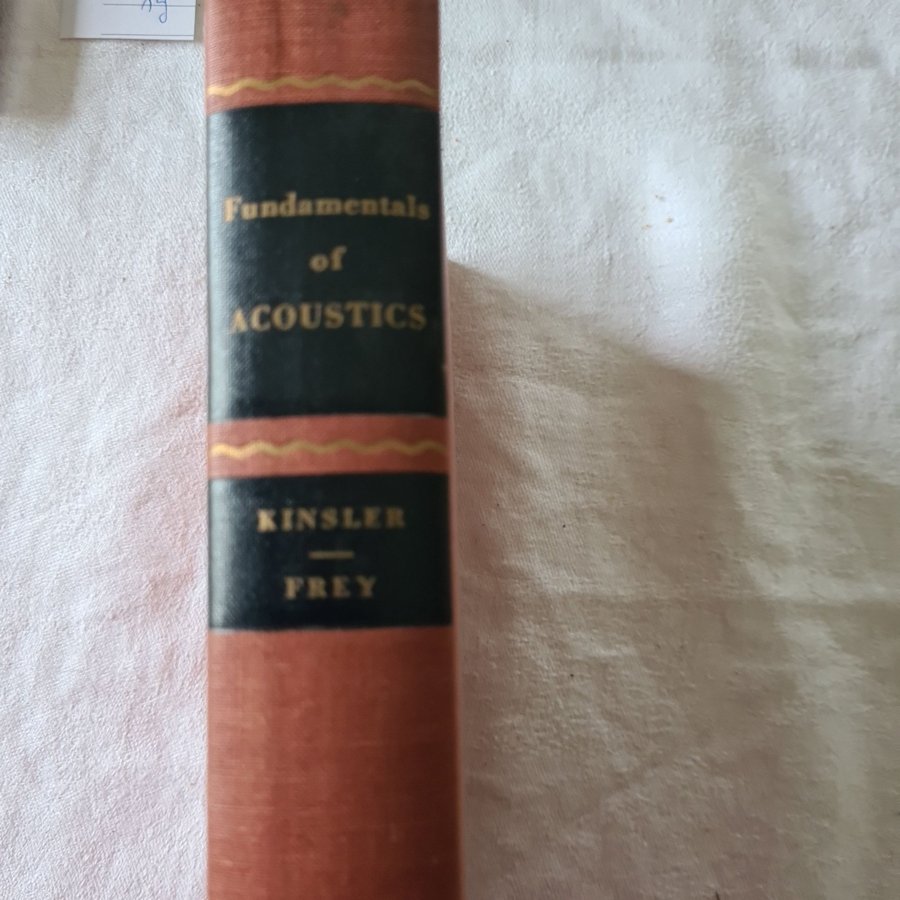 Fundamentals
of
ACOUSTICS
KINSLER
FREY